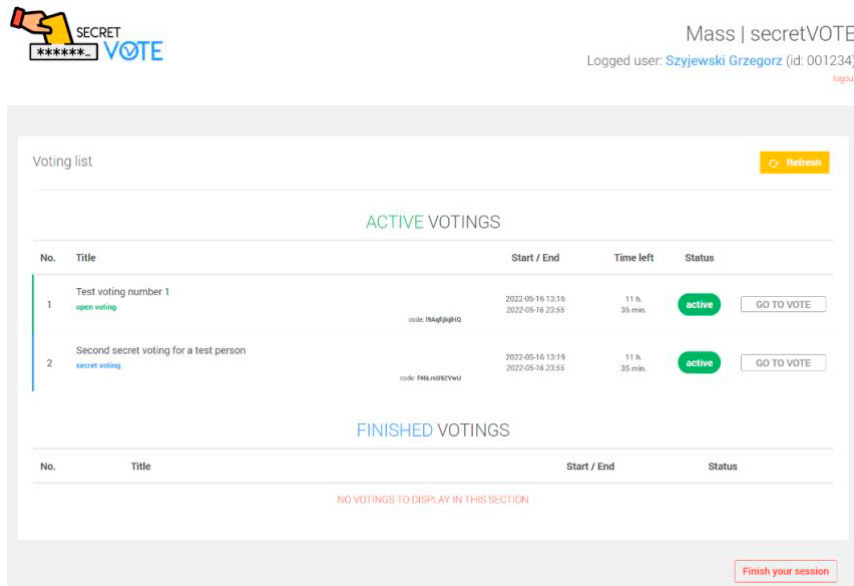 SECRET
******_ VOTE
Mass | secretVOTE
Logged user: Szyjewski Grzegorz (id: 001234)
logou
Voting list
Refresh
ACTIVE VOTINGS
No. Title Start / End Time left Status
1 Test voting number 1
open voting
code:
2022-05-16 13:16
2022-05-16 23:55
11 h.
35 min.
active
GO TO VOTE
2 Second secret voting for a test person
secret voting
code:
2022-05-16 13:19
2022-05-16 23:55
11 h.
35 min.
active
GO TO VOTE
FINISHED VOTINGS
No. Title Start / End Status
NO VOTINGS TO DISPLAY IN THIS SECTION
Finish your session